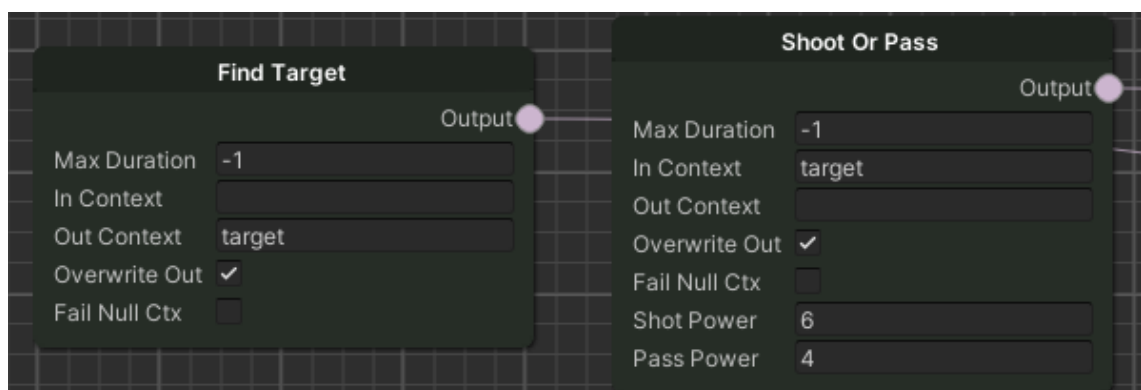 Find Target
Output
Max Duration -1
In Context
Out Context target
Overwrite Out
Fail Null Ctx
Shoot Or Pass
Output
Max Duration -1
In Context target
Out Context
Overwrite Out
Fail Null Ctx
Shot Power 6
Pass Power 4